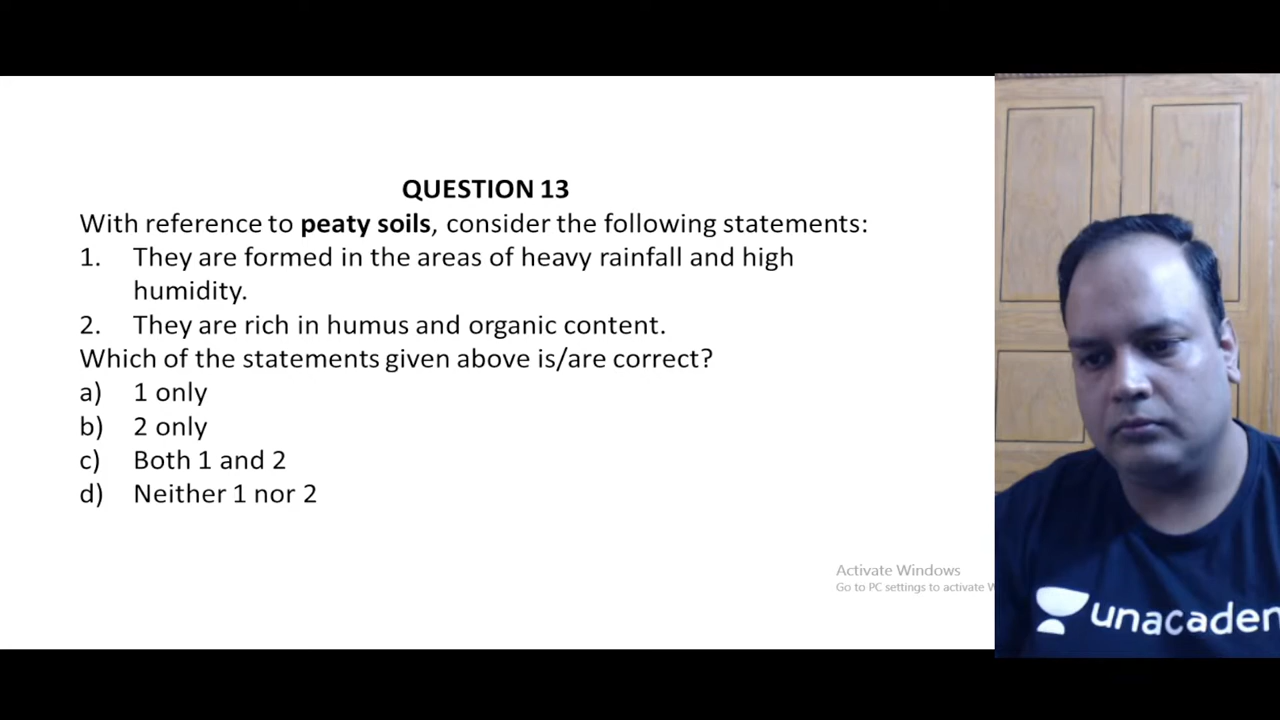 QUESTION 13
With reference to peaty soils, consider the following statements:
1. They are formed in the areas of heavy rainfall and high
humidity.
2. They are rich in humus and organic content.
Which of the statements given above is/are correct?
a) 1 only
b) 2 only
c) Both 1 and 2
d) Neither 1 nor 2
Activate Windows
Go to PC settings to activate W
unacaden